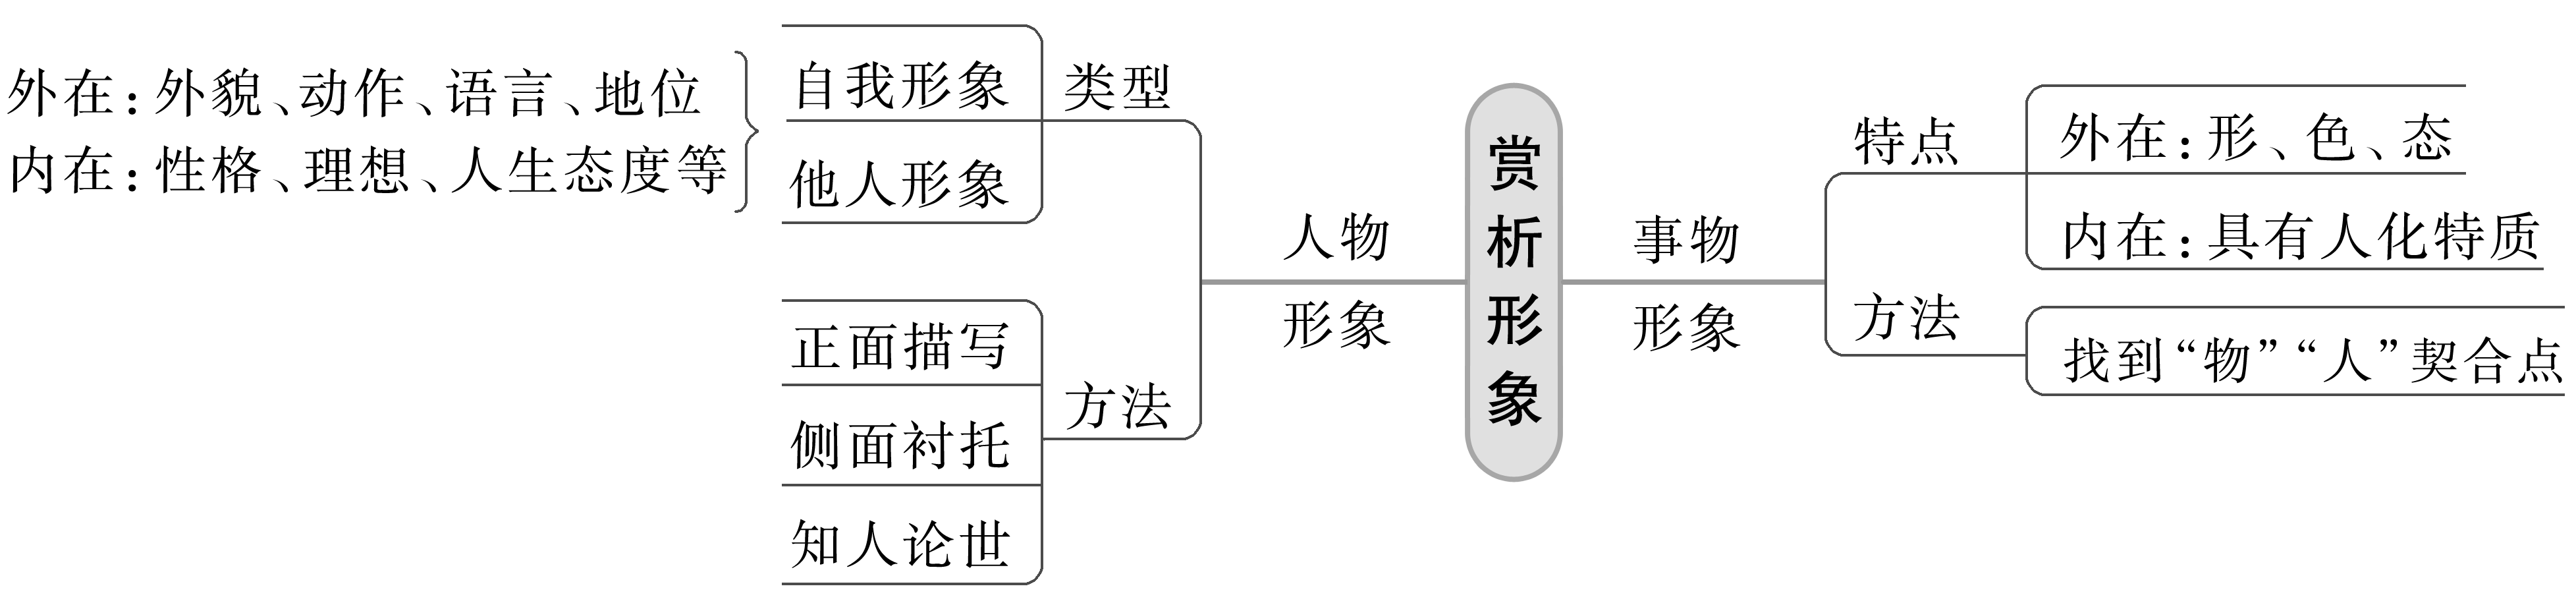 外在：外貌、动作、语言、地位
内在：性格、理想、人生态度等
自我形象
他人形象
类型
正面描写
侧面衬托
知人论世
方法
人物
形象
赏析形象
事物
形象
特点
外在：形、色、态
内在：具有人化特质
方法
找到“物”“人”契合点